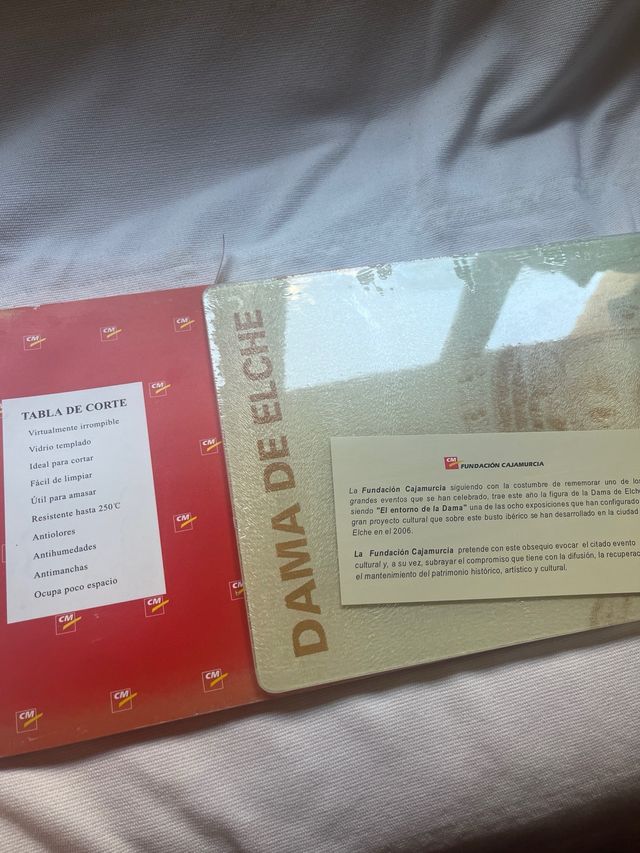 CM
CM
CM
CM
CM
CM
CM
CM
CM
CM
CM
CM
TABLA DE CORTE
Virtualmente irrompible
Vidrio templado
Ideal para cortar
Fácil de limpiar
Útil para amasar
Resistente hasta 250°C
Antiolores
Antihumedades
Antimanchas
Ocupa poco espacio
DAMA DE ELCHE
CM FUNDACIÓN CAJAMURCIA
La Fundación Cajamurcia siguiendo con la costumbre de rememorar uno de los
grandes eventos que se han celebrado, trae este año la figura de la Dama de Elche
siendo "El entorno de la Dama" una de las ocho exposiciones que han configurado
gran proyecto cultural que sobre este busto ibérico se han desarrollado en la ciudad
Elche en el 2006.
La Fundación Cajamurcia pretende con este obsequio evocar el citado evento
cultural y, a su vez, subrayar el compromiso que tiene con la difusión, la recuperac
el mantenimiento del patrimonio histórico, artístico y cultural.